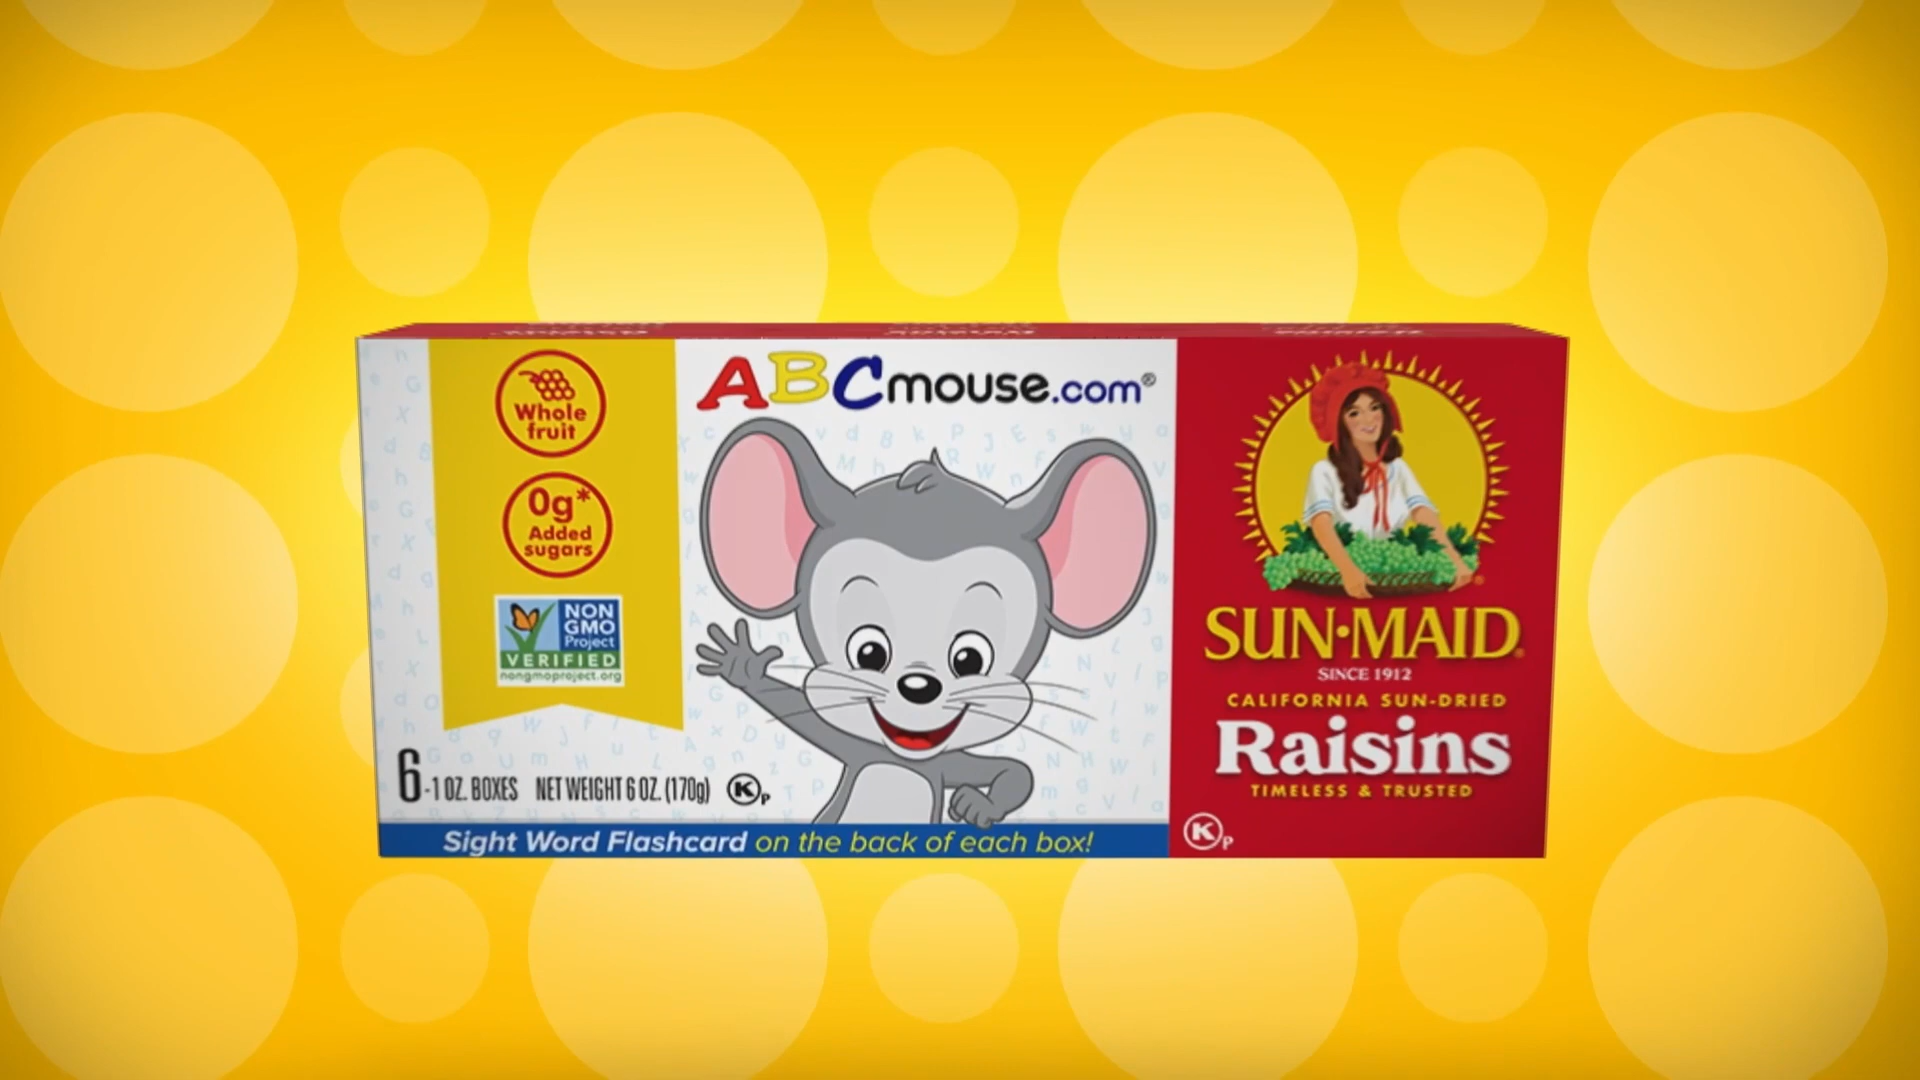 Whole
fruit
0g*
Added
sugars
NON
GMO
Project
VERIFIED
nongmoproject.org
6-1 OZ. BOXES NET WEIGHT 6 OZ. (170g) K P
ABCmouse.com®
Sight Word Flashcard on the back of each box!
SUN·MAID®
SINCE 1912
CALIFORNIA SUN-DRIED
Raisins
TIMELESS & TRUSTED
K P